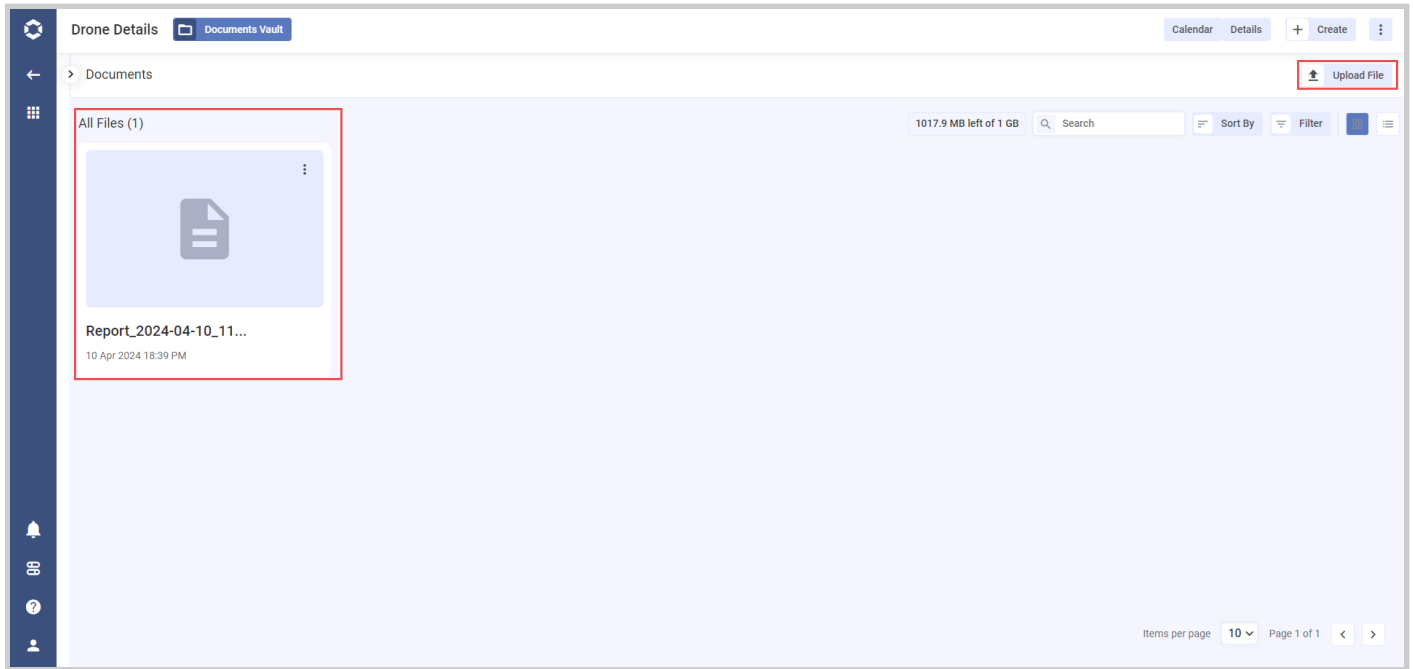 Drone Details Documents Vault Calendar Details + Create
Documents Upload File
All Files (1) 1017.9 MB left of 1 GB Search Sort By Filter
Report_2024-04-10_11...
10 Apr 2024 18:39 PM
Items per page 10 Page 1 of 1